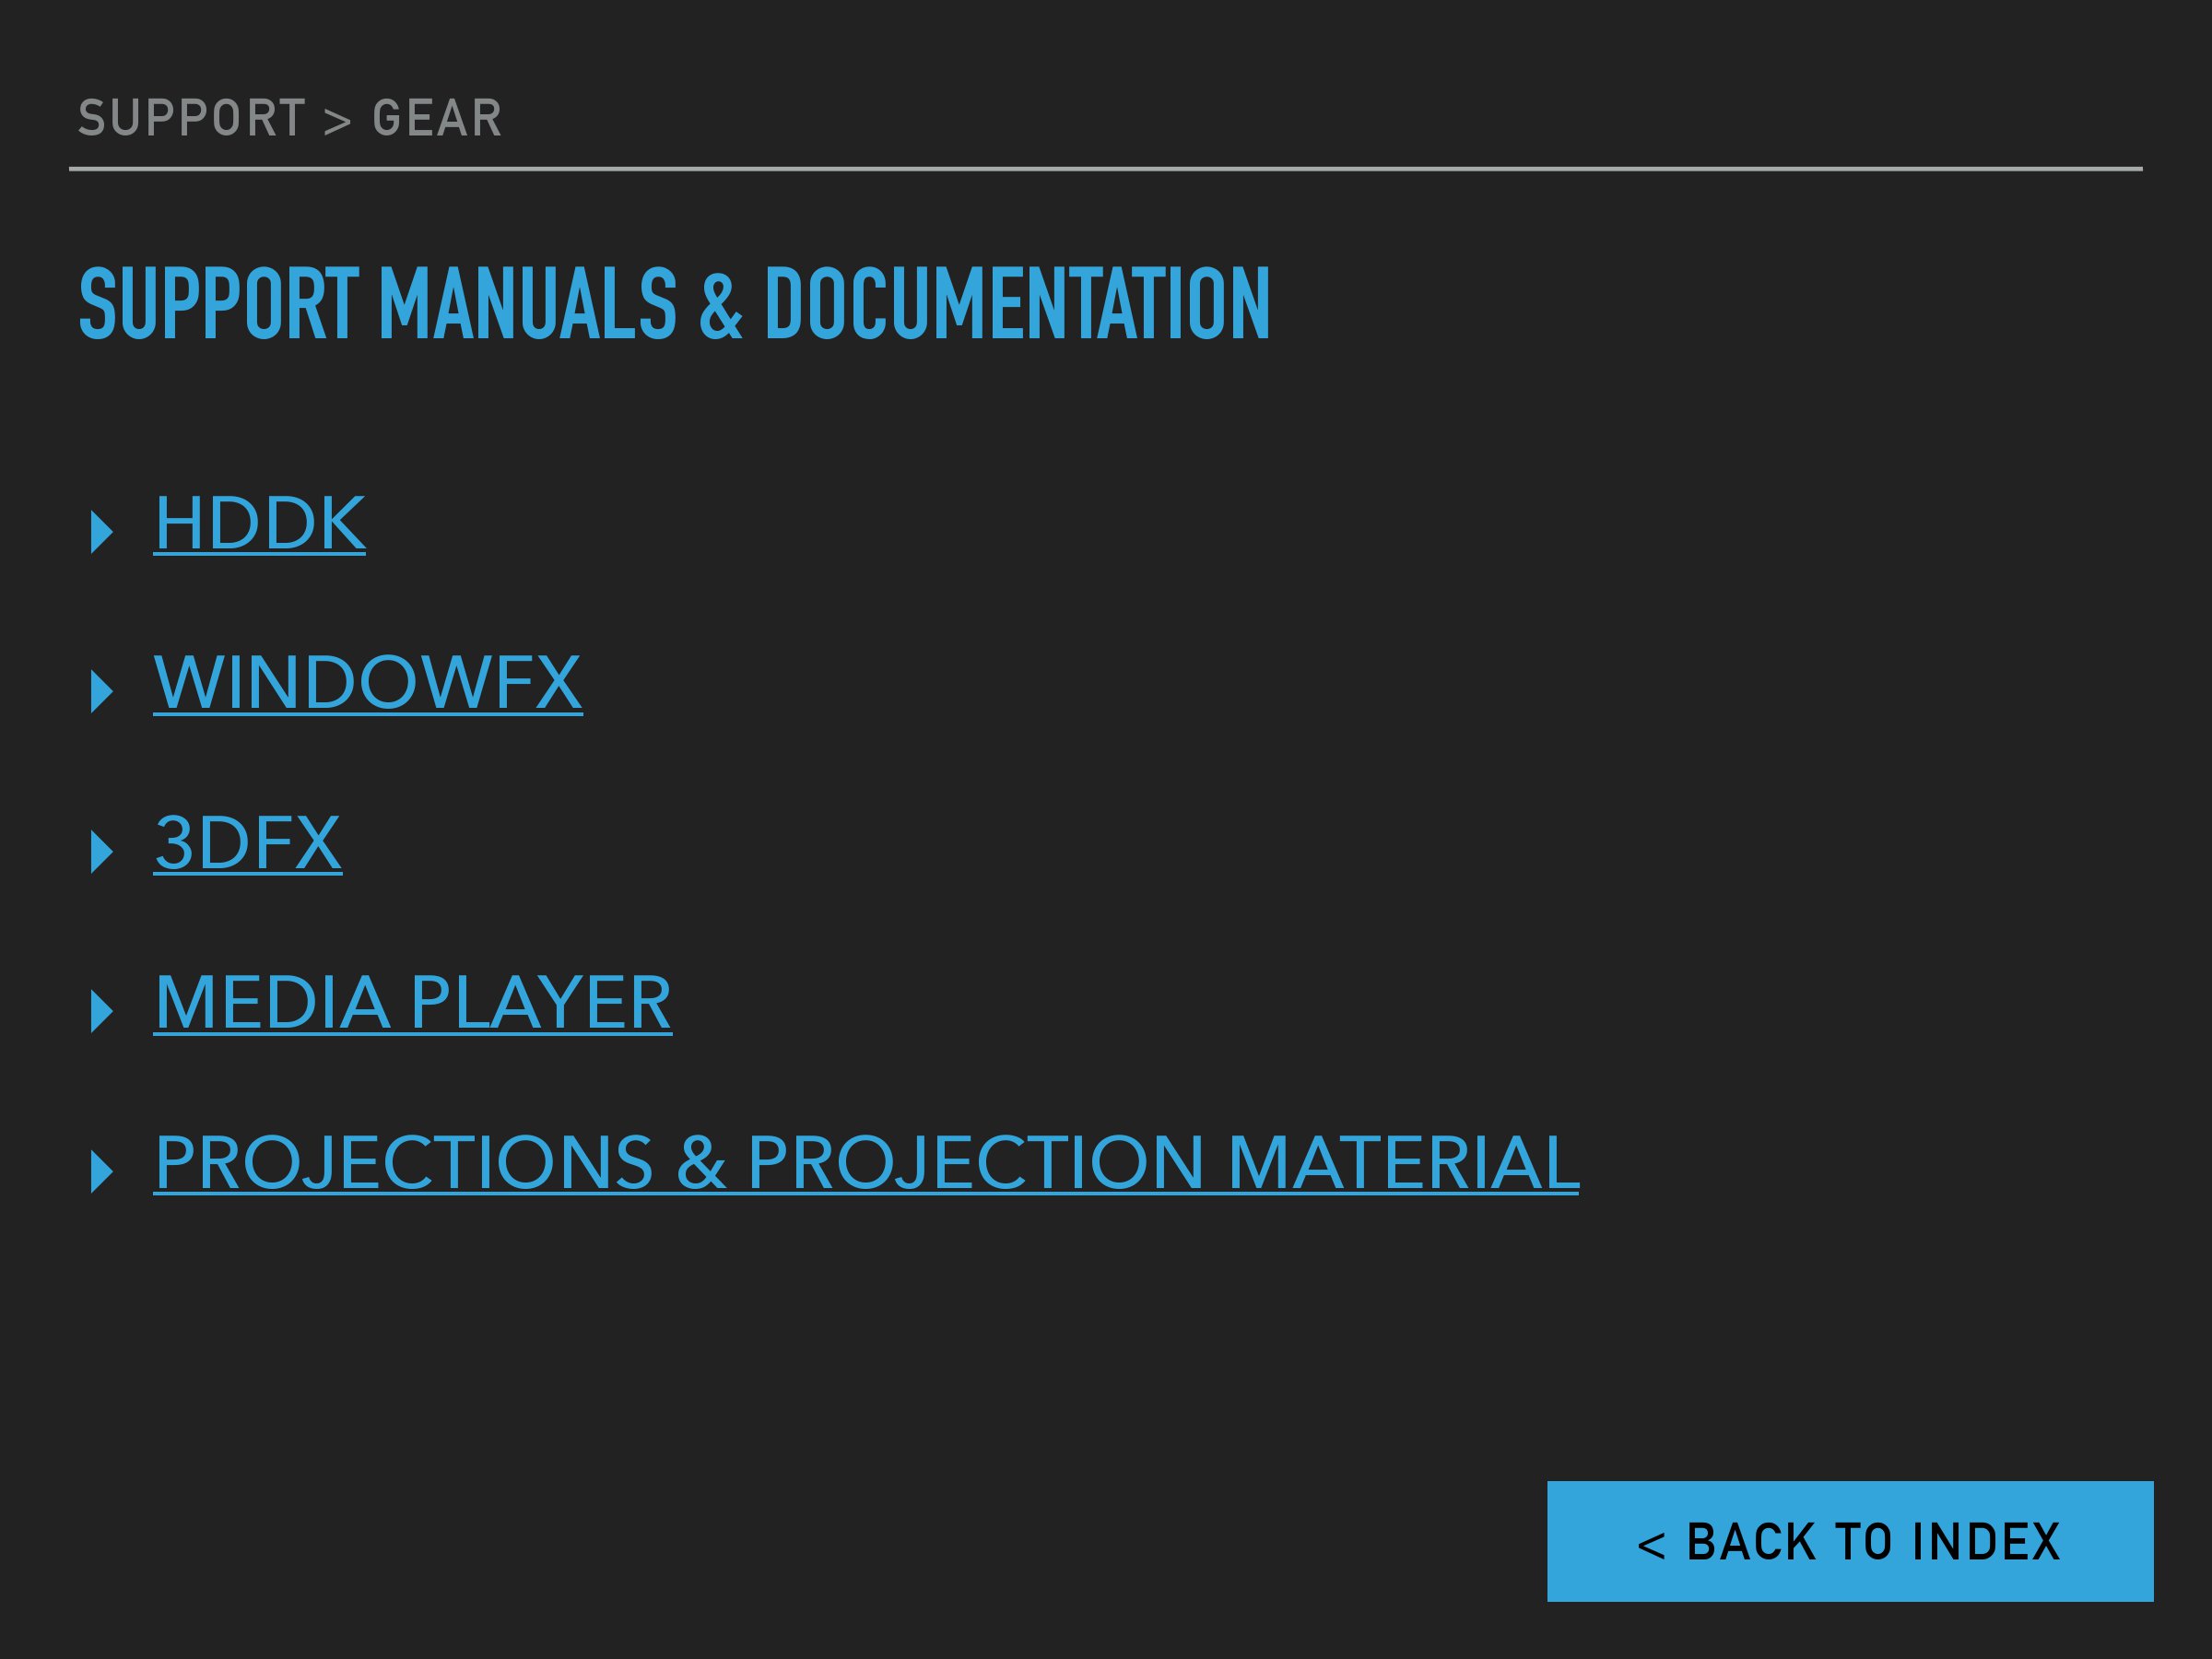 SUPPORT > GEAR
SUPPORT MANUALS & DOCUMENTATION
HDDK
WINDOWFX
3DFX
MEDIA PLAYER
PROJECTIONS & PROJECTION MATERIAL
< BACK TO INDEX